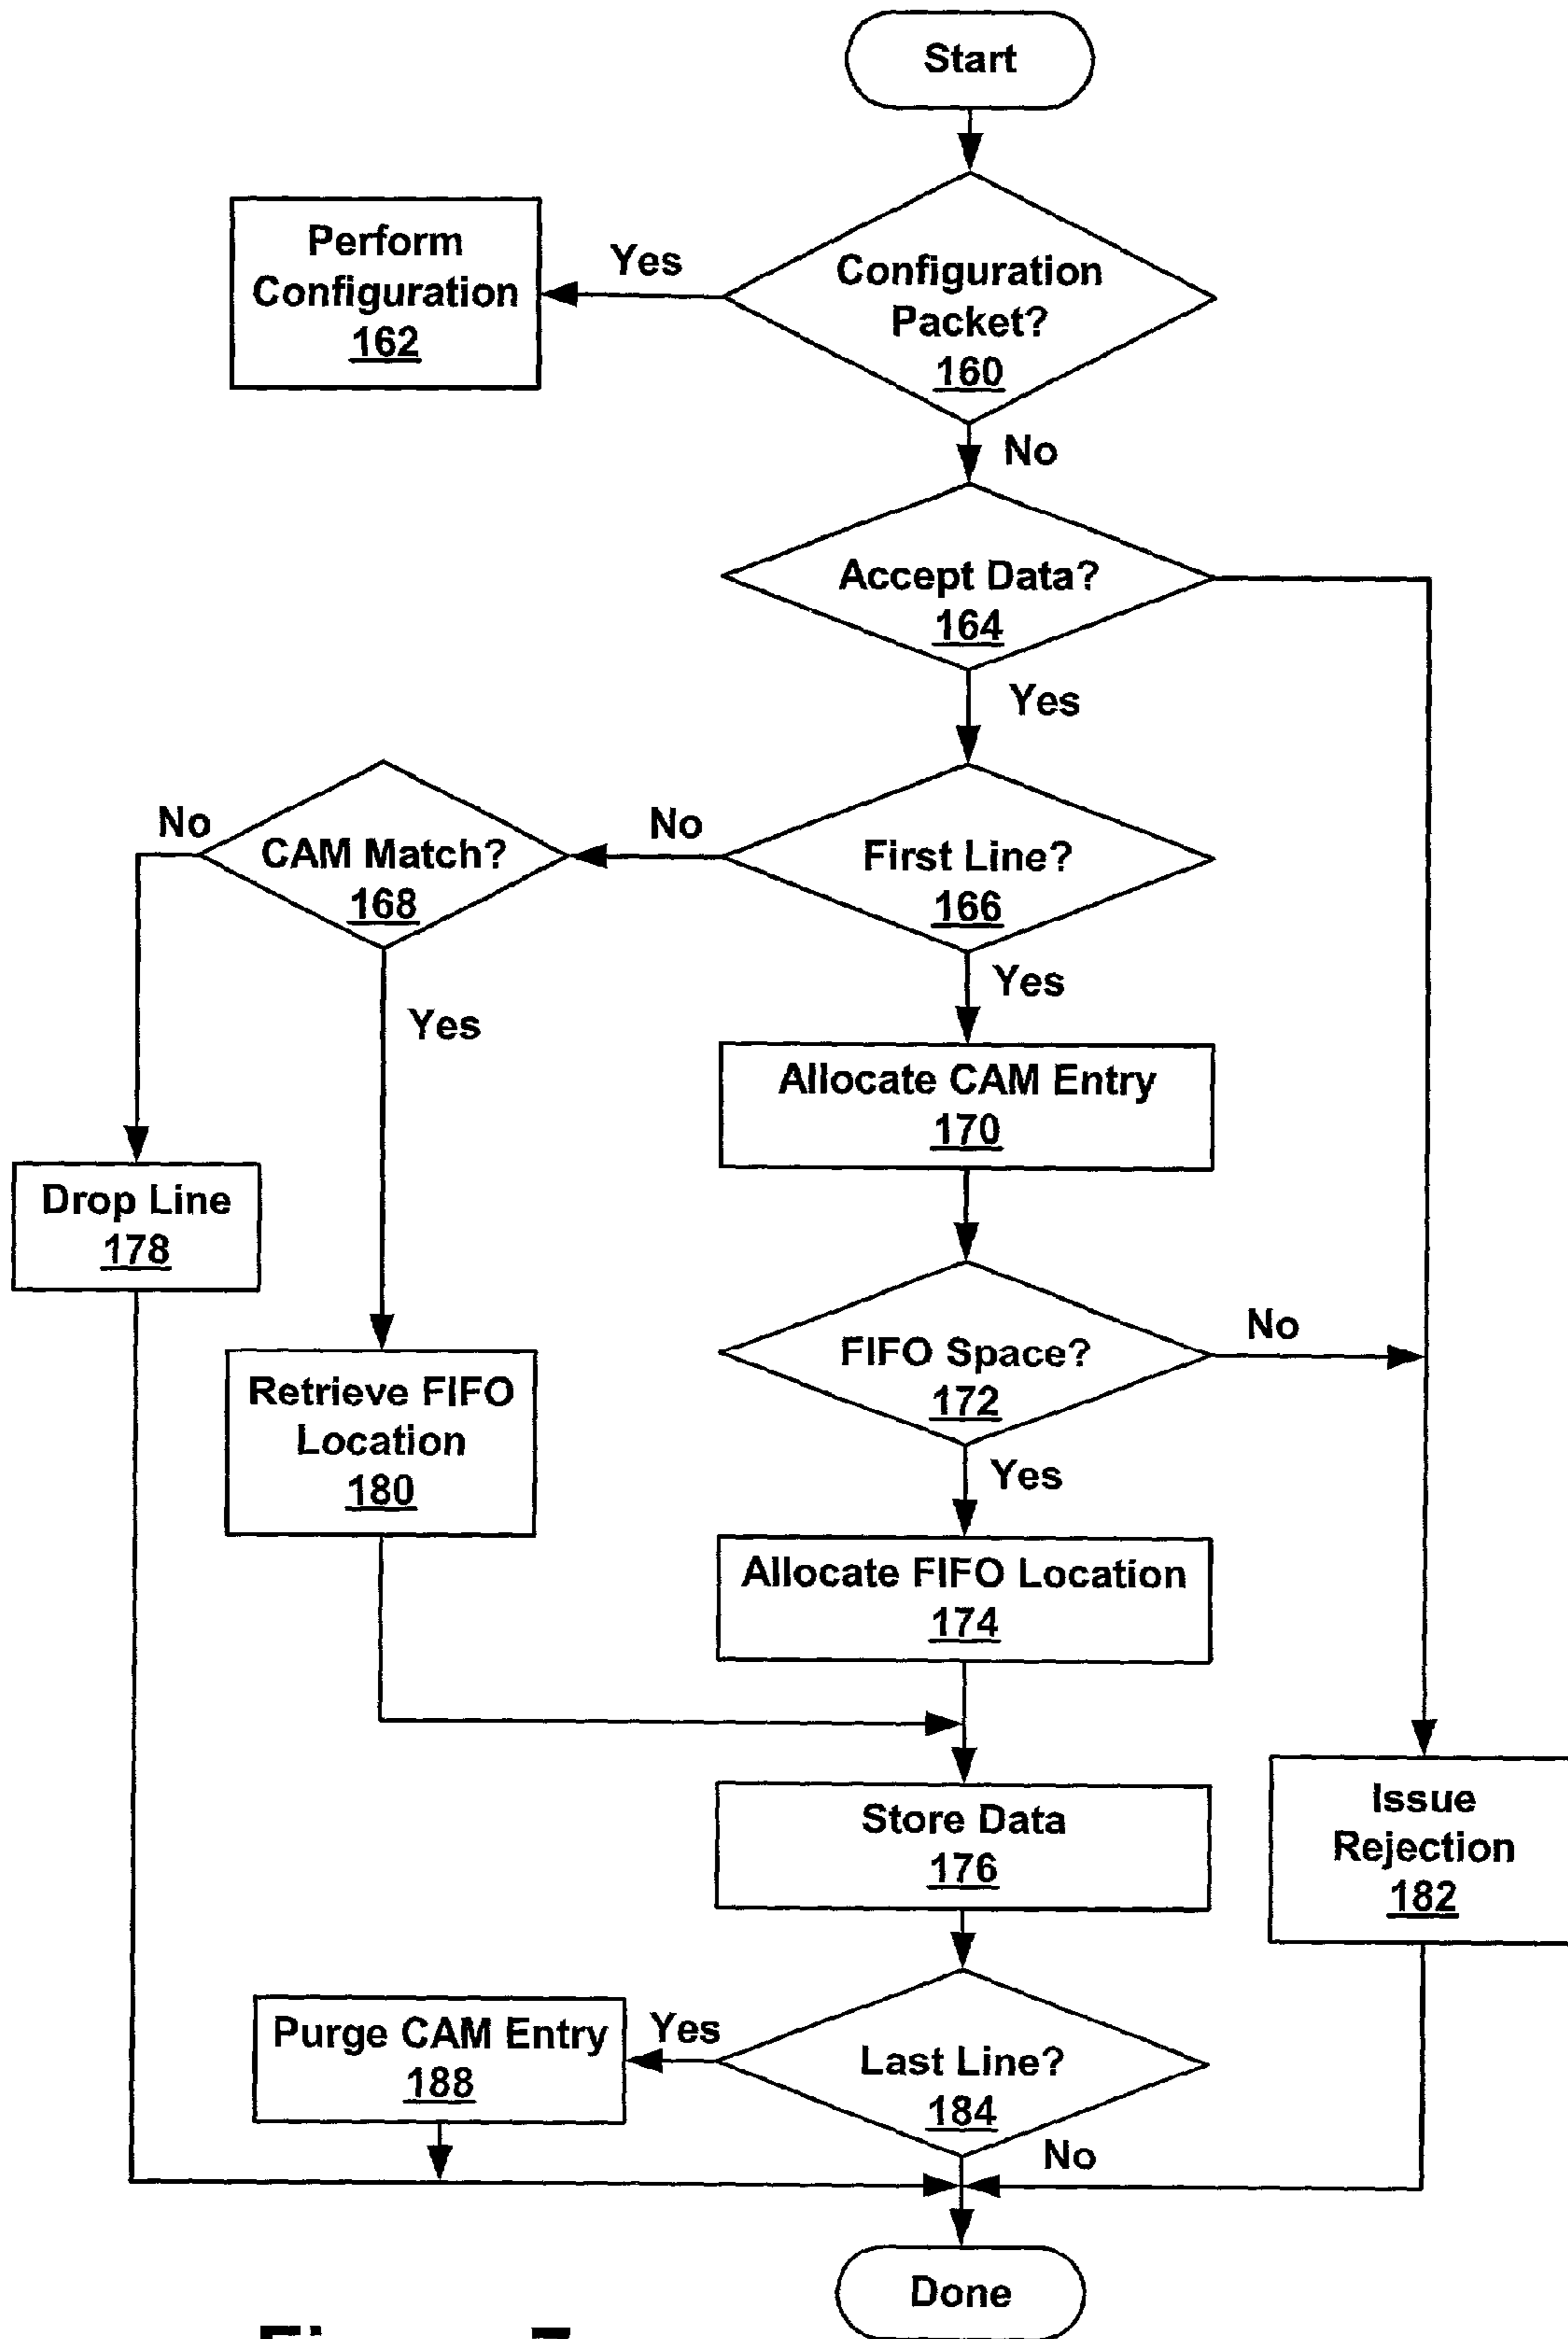 Start
Configuration
Packet?
160
Yes
Perform
Configuration
162
No
Accept Data?
164
Yes
First Line?
166
No
CAM Match?
168
No
Yes
Yes
Allocate CAM Entry
170
Drop Line
178
FIFO Space?
172
No
Retrieve FIFO
Location
180
Yes
Allocate FIFO Location
174
Store Data
176
Issue
Rejection
182
Last Line?
184
Yes
Purge CAM Entry
188
No
Done